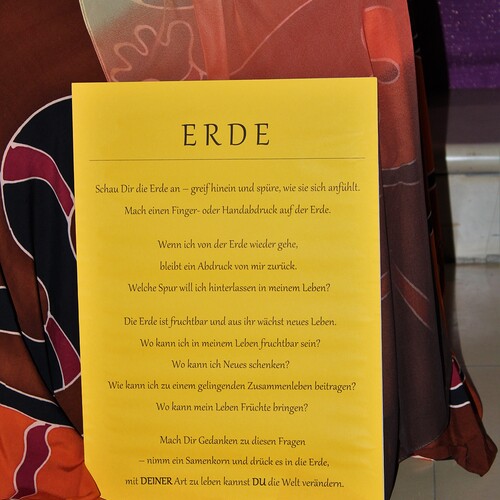 ERDE
Schau Dir die Erde an – greif hinein und spüre, wie sie sich anfühlt.
Mach einen Finger- oder Handabdruck auf der Erde.
Wenn ich von der Erde wieder gehe,
bleibt ein Abdruck von mir zurück.
Welche Spur will ich hinterlassen in meinem Leben?
Die Erde ist fruchtbar und aus ihr wächst neues Leben.
Wo kann ich in meinem Leben fruchtbar sein?
Wo kann ich Neues schenken?
Wie kann ich zu einem gelingenden Zusammenleben beitragen?
Wo kann mein Leben Früchte bringen?
Mach Dir Gedanken zu diesen Fragen
– nimm ein Samenkorn und drücke es in die Erde,
mit DEINER Art zu leben kannst DU die Welt verändern.